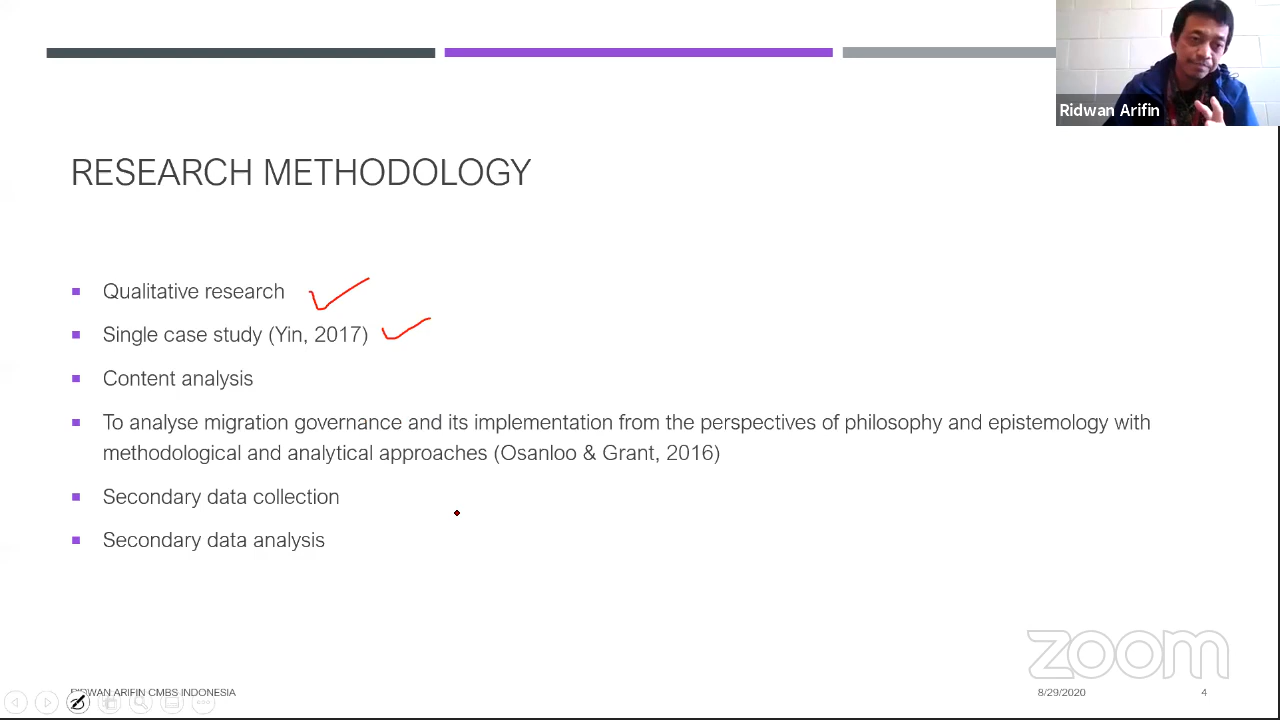 Ridwan Arifin
RESEARCH METHODOLOGY
Qualitative research
Single case study (Yin, 2017)
Content analysis
To analyse migration governance and its implementation from the perspectives of philosophy and epistemology with
methodological and analytical approaches (Osanloo & Grant, 2016)
Secondary data collection
Secondary data analysis
zoom
RIDWAN ARIFIN CMBS INDONESIA
8/29/2020
4